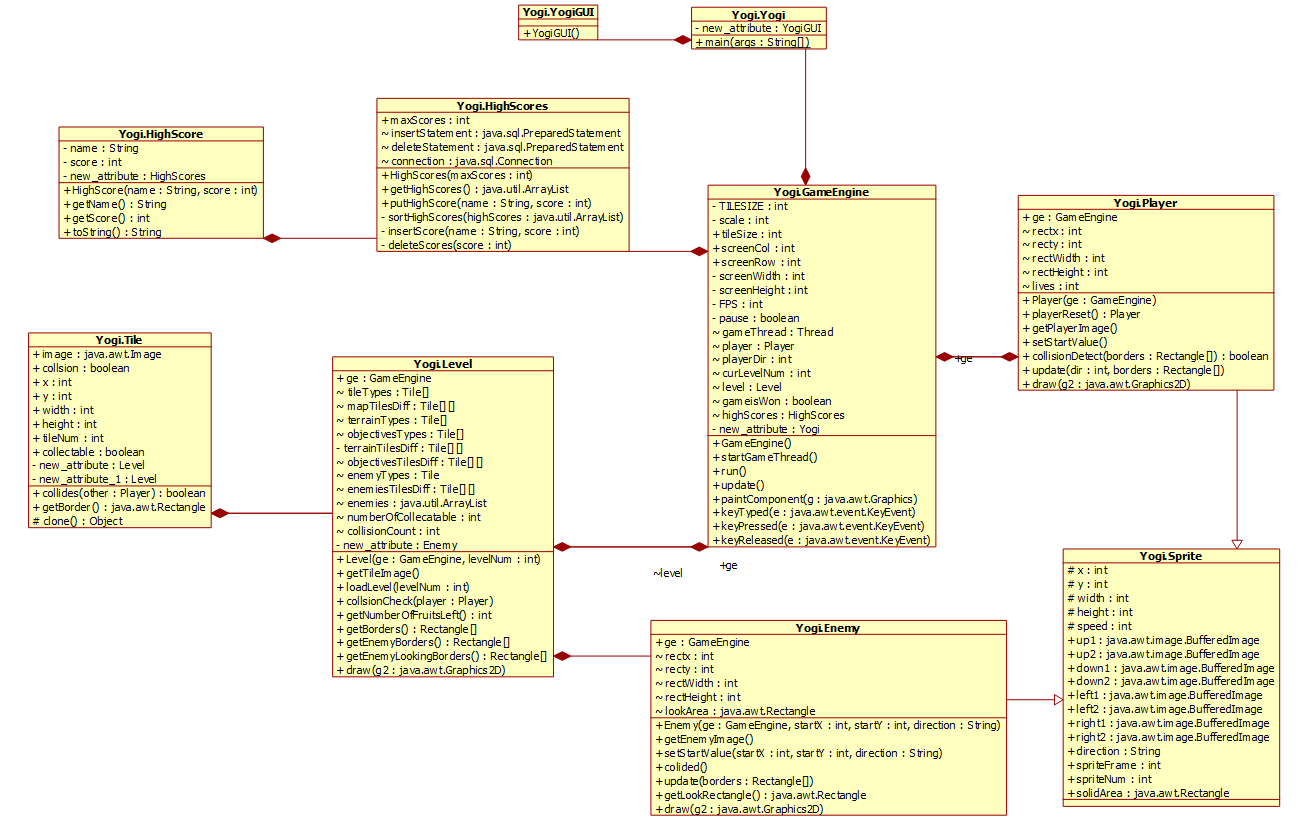 Yogi.YogiGUI
+YogiGUI()
Yogi.Yogi
- new_attribute : YogiGUI
+main(args : String[])
Yogi.HighScores
+maxScores : int
~ insertStatement : java.sql.PreparedStatement
~ deleteStatement : java.sql.PreparedStatement
~ connection : java.sql.Connection
+HighScores(maxScores : int)
+getHighScores() : java.util.ArrayList
+putHighScore(name : String, score : int)
- sortHighScores(highScores : java.util.ArrayList)
- insertScore(name : String, score : int)
- deleteScores(score : int)
Yogi.HighScore
- name : String
- score : int
- new_attribute : HighScores
+HighScore(name : String, score : int)
+getName() : String
+getScore() : int
+toString() : String
Yogi.GameEngine
- TILESIZE : int
- scale : int
+tileSize : int
+screenCol : int
+screenRow : int
- screenWidth : int
- screenHeight : int
- FPS : int
- pause : boolean
~ gameThread : Thread
~ player : Player
~ playerDir : int
~ curLevelNum : int
~ level : Level
~ gameisWon : boolean
~ highScores : HighScores
- new_attribute : Yogi
+GameEngine()
+startGameThread()
+run()
+update()
+paintComponent(g : java.awt.Graphics)
+keyTyped(e : java.awt.event.KeyEvent)
+keyPressed(e : java.awt.event.KeyEvent)
+keyReleased(e : java.awt.event.KeyEvent)
Yogi.Player
+ge : GameEngine
~ rectx : int
~ recty : int
~ rectWidth : int
~ rectHeight : int
~ lives : int
+Player(ge : GameEngine)
+playerReset() : Player
+getPlayerImage()
+setStartValue()
+collisionDetect(borders : Rectangle[]) : boolean
+update(dir : int, borders : Rectangle[])
+draw(g2 : java.awt.Graphics2D)
+ge
Yogi.Tile
+image : java.awt.Image
+collsion : boolean
+x : int
+y : int
+width : int
+height : int
+tileNum : int
+collectable : boolean
- new_attribute : Level
- new_attribute_1 : Level
+collides(other : Player) : boolean
+getBorder() : java.awt.Rectangle
# clone() : Object
Yogi.Level
+ge : GameEngine
~ tileTypes : Tile[]
~ mapTilesDiff : Tile[][]
~ terrainTypes : Tile[]
~ objectivesTypes : Tile[]
- terrainTilesDiff : Tile[][]
~ objectivesTilesDiff : Tile[][]
~ enemyTypes : Tile
~ enemiesTilesDiff : Tile[][]
~ enemies : java.util.ArrayList
~ numberOfCollecatable : int
~ collisionCount : int
- new_attribute : Enemy
+Level(ge : GameEngine, levelNum : int)
+getTileImage()
+loadLevel(levelNum : int)
+collsionCheck(player : Player)
+getNumberOfFruitsLeft() : int
+getBorders() : Rectangle[]
+getEnemyBorders() : Rectangle[]
+getEnemyLookingBorders() : Rectangle[]
+draw(g2 : java.awt.Graphics2D)
~level
+ge
Yogi.Enemy
+ge : GameEngine
~ rectx : int
~ recty : int
~ rectWidth : int
~ rectHeight : int
~ lookArea : java.awt.Rectangle
+Enemy(ge : GameEngine, startX : int, startY : int, direction : String)
+getEnemyImage()
+setStartValue(startX : int, startY : int, direction : String)
+colided()
+update(borders : Rectangle[])
+getLookRectangle() : java.awt.Rectangle
+draw(g2 : java.awt.Graphics2D)
Yogi.Sprite
# x : int
# y : int
# width : int
# height : int
# speed : int
+up1 : java.awt.image.BufferedImage
+up2 : java.awt.image.BufferedImage
+down1 : java.awt.image.BufferedImage
+down2 : java.awt.image.BufferedImage
+left1 : java.awt.image.BufferedImage
+left2 : java.awt.image.BufferedImage
+right1 : java.awt.image.BufferedImage
+right2 : java.awt.image.BufferedImage
+direction : String
+spriteFrame : int
+spriteNum : int
+solidArea : java.awt.Rectangle